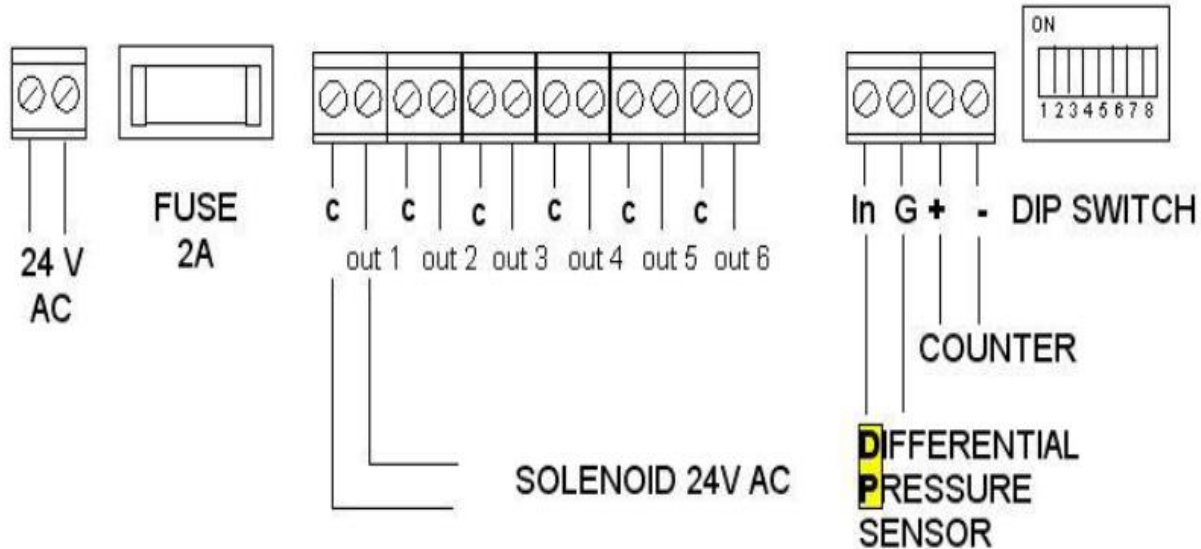 ON
1 2 3 4 5 6 7 8
FUSE
2A
24 V
AC
c c c c c c
out 1 out 2 out 3 out 4 out 5 out 6
In G + - DIP SWITCH
COUNTER
SOLENOID 24V AC
DIFFERENTIAL
PRESSURE
SENSOR